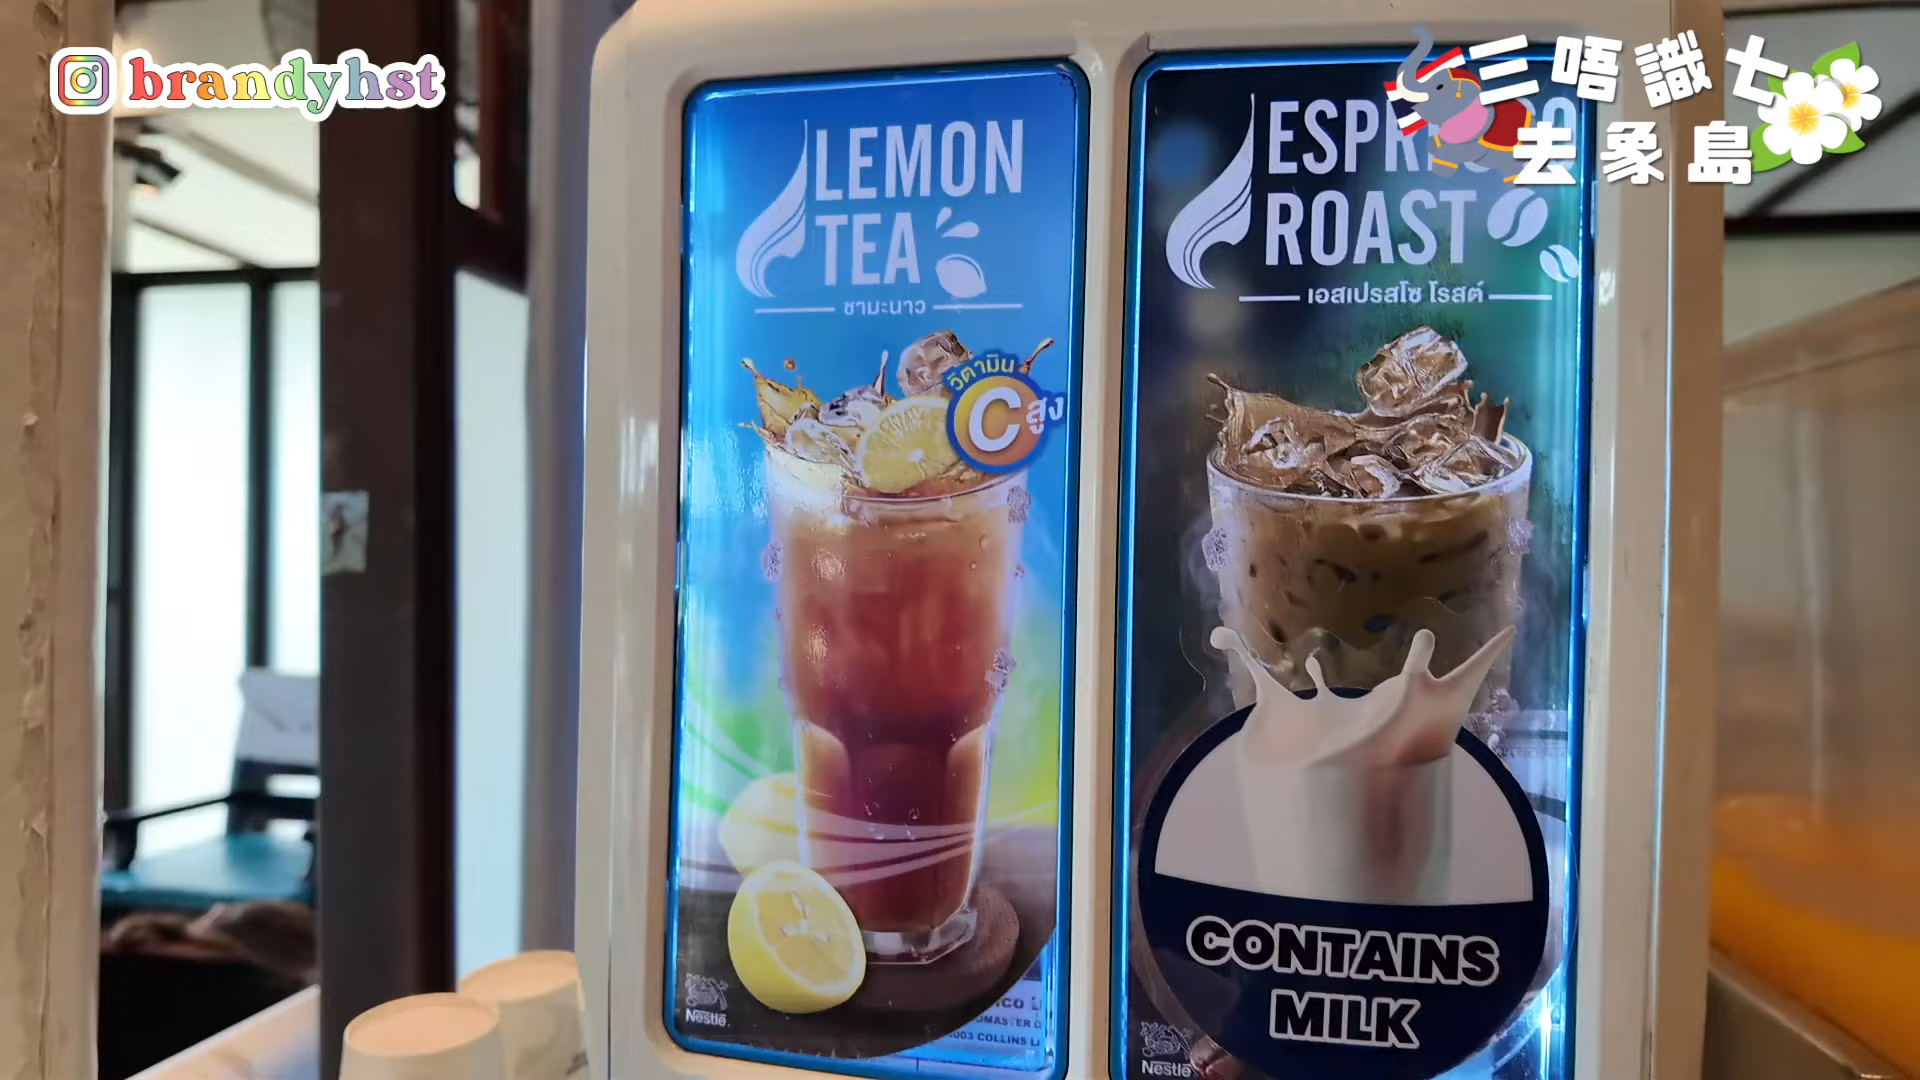 brandyhst
三唔識七
去象島
LEMON
TEA
ชามะนาว
วิตามิน
C สูง
Nestlé
003 COLLINS
ROAST
เอสเปรสโซ โรสต์
CONTAINS
MILK
Nestlé